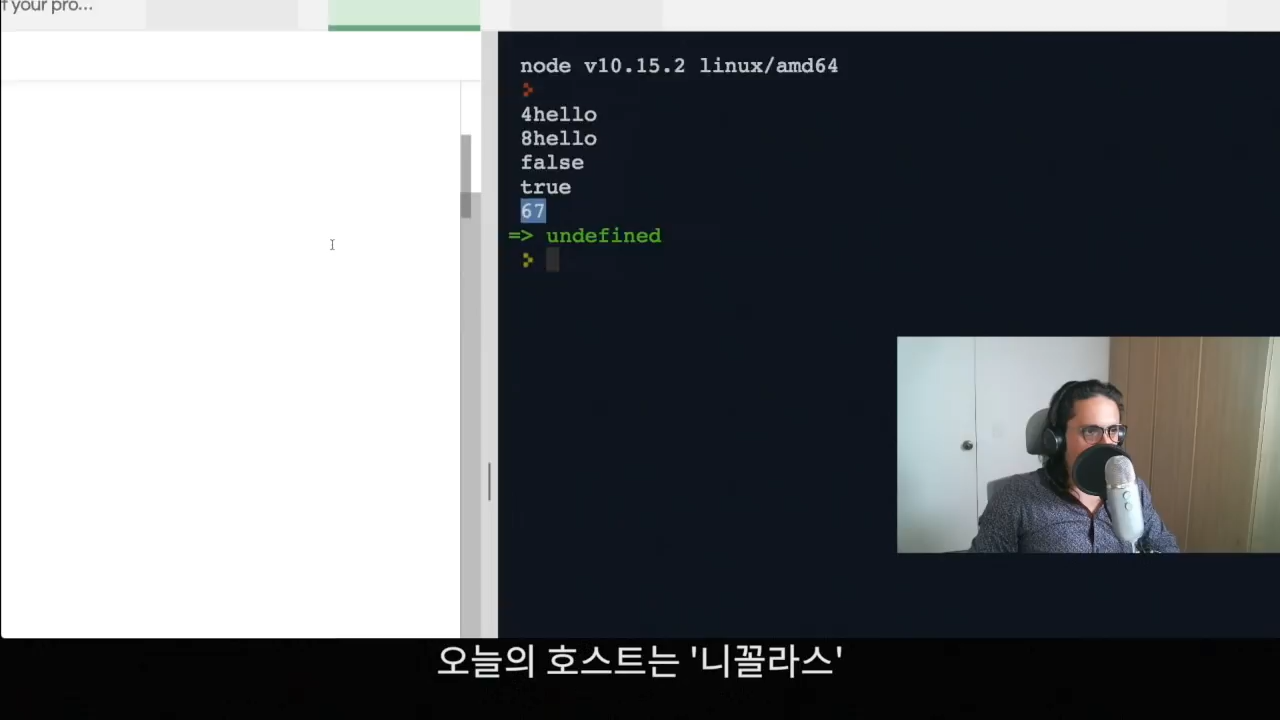 f your pro...
node v10.15.2 linux/amd64
>
4hello
8hello
false
true
67
=> undefined
>
오늘의 호스트는 '니꼴라스'